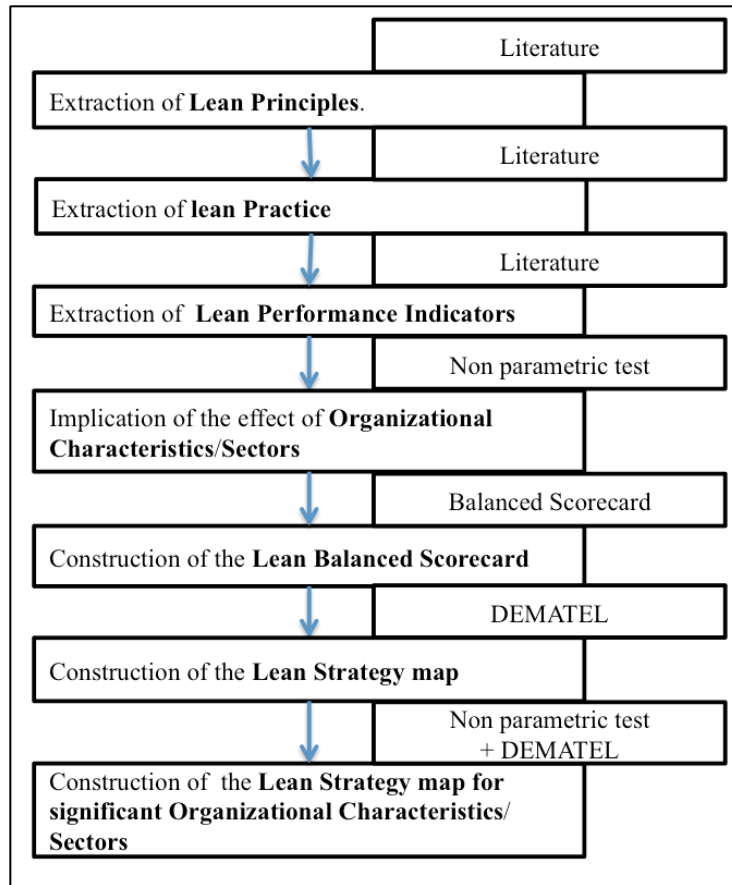 Literature
Extraction of Lean Principles.
Literature
Extraction of lean Practice
Literature
Extraction of Lean Performance Indicators
Non parametric test
Implication of the effect of Organizational
Characteristics/Sectors
Balanced Scorecard
Construction of the Lean Balanced Scorecard
DEMATEL
Construction of the Lean Strategy map
Non parametric test
+ DEMATEL
Construction of the Lean Strategy map for
significant Organizational Characteristics/
Sectors